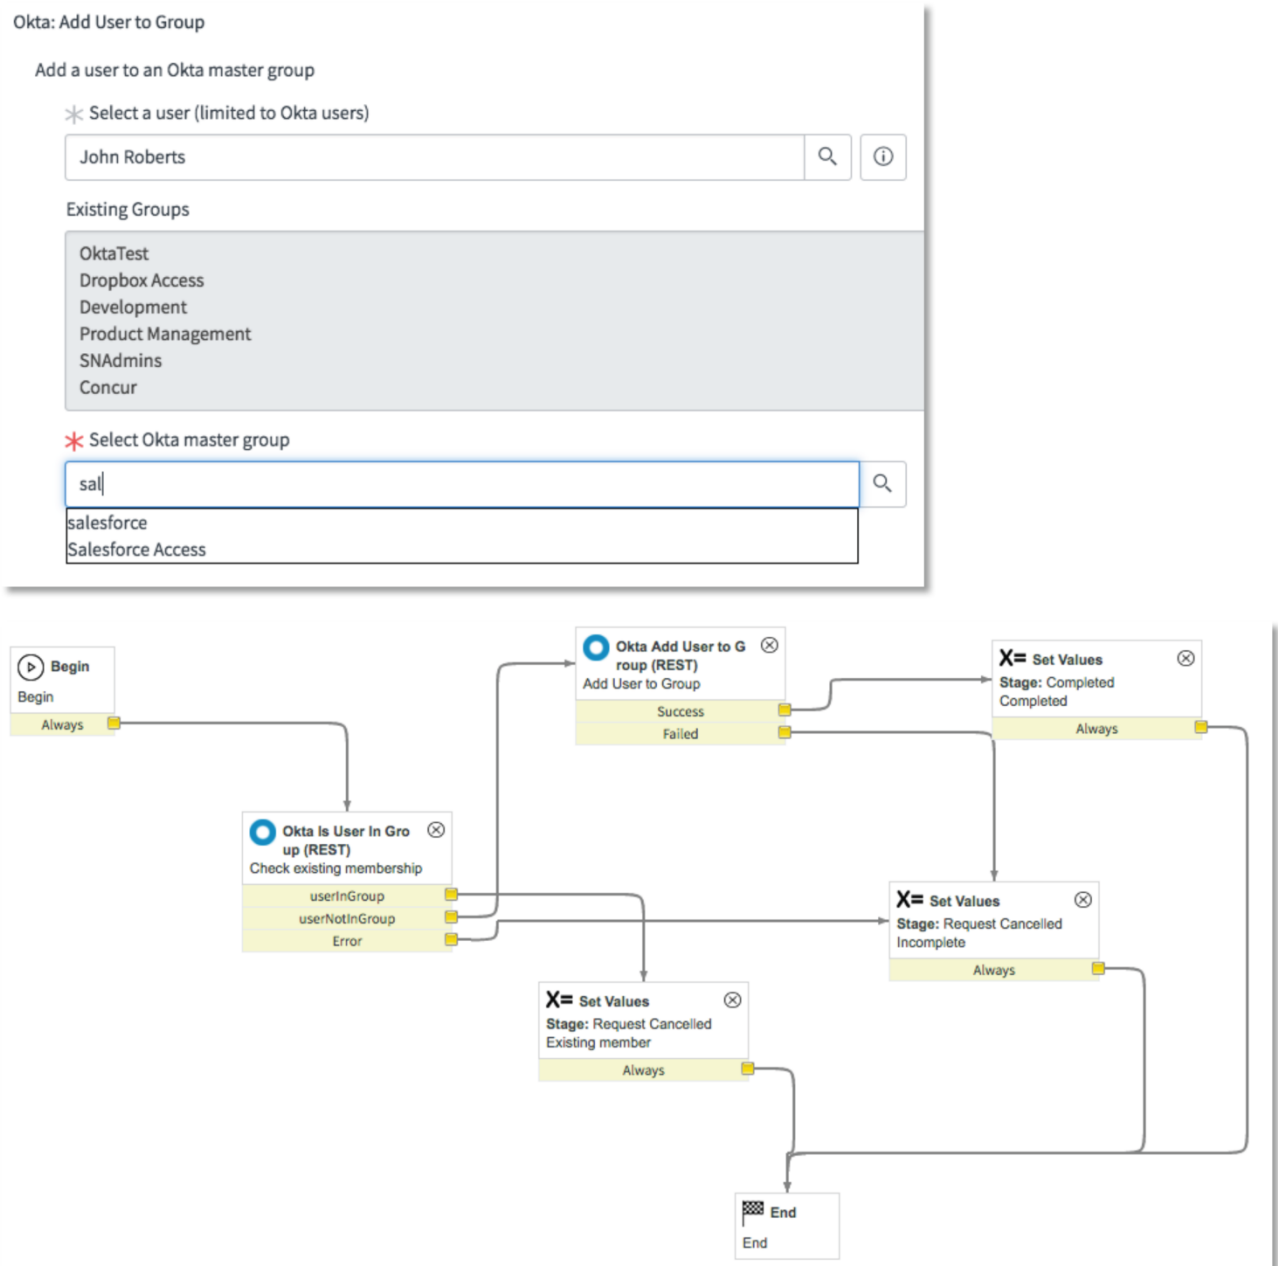 Okta: Add User to Group
Add a user to an Okta master group
Select a user (limited to Okta users)
John Roberts
Existing Groups
OktaTest
Dropbox Access
Development
Product Management
SNAdmins
Concur
Select Okta master group
sal
salesforce
Salesforce Access
Begin
Begin
Always
Okta Add User to G
roup (REST)
Add User to Group
Success
Failed
X= Set Values
Stage: Completed
Completed
Always
Okta Is User In Gro
up (REST)
Check existing membership
userInGroup
userNotInGroup
Error
X= Set Values
Stage: Request Cancelled
Incomplete
Always
X= Set Values
Stage: Request Cancelled
Existing member
Always
End
End